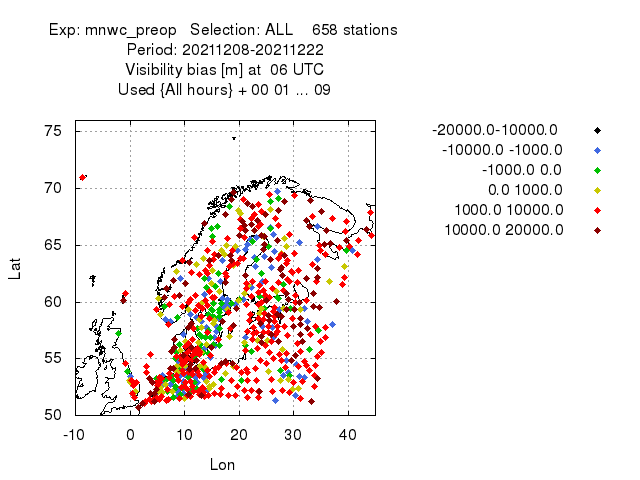 Exp: mnwc_preop   Selection: ALL    658 stations
Period: 20211208-20211222
Visibility bias [m] at  06 UTC
Used {All hours} + 00 01 ... 09
-20000.0-10000.0
-10000.0 -1000.0
-1000.0 0.0
0.0 1000.0
1000.0 10000.0
10000.0 20000.0
75
70
65
60
55
50
Lat
-10 0 10 20 30 40
Lon